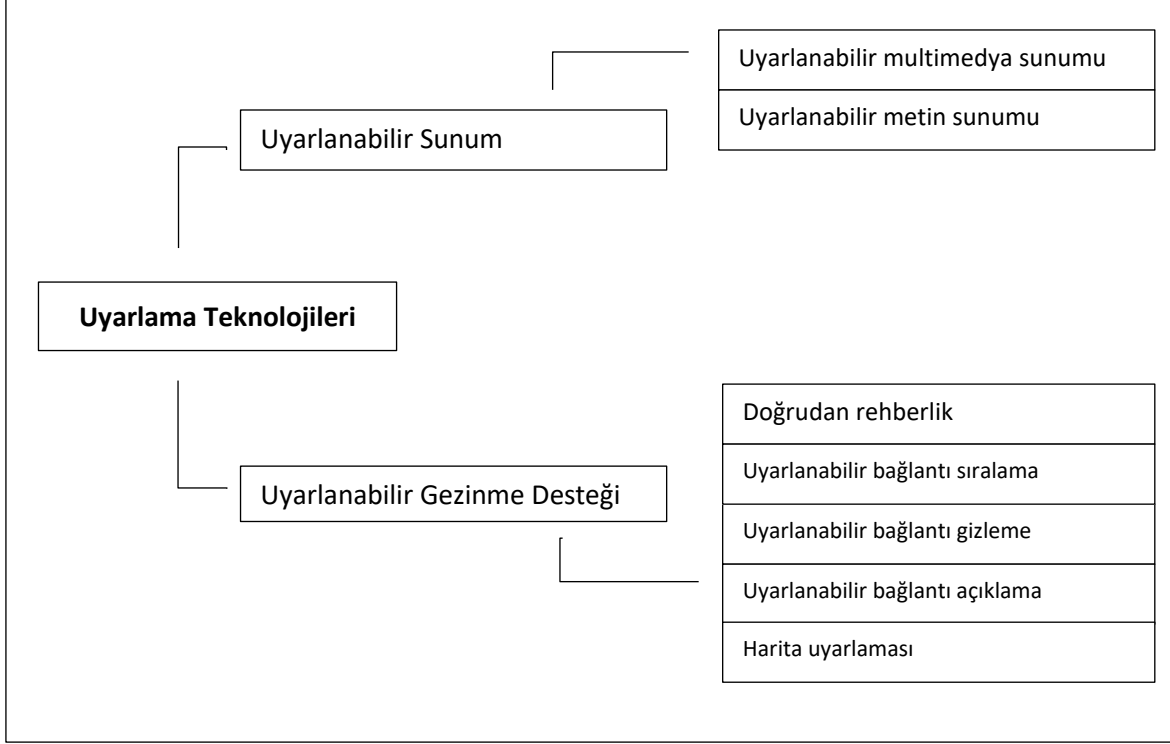 Uyarlanabilir multimedya sunumu
Uyarlanabilir metin sunumu
Uyarlanabilir Sunum
Uyarlama Teknolojileri
Doğrudan rehberlik
Uyarlanabilir bağlantı sıralama
Uyarlanabilir Gezinme Desteği
Uyarlanabilir bağlantı gizleme
Uyarlanabilir bağlantı açıklama
Harita uyarlaması